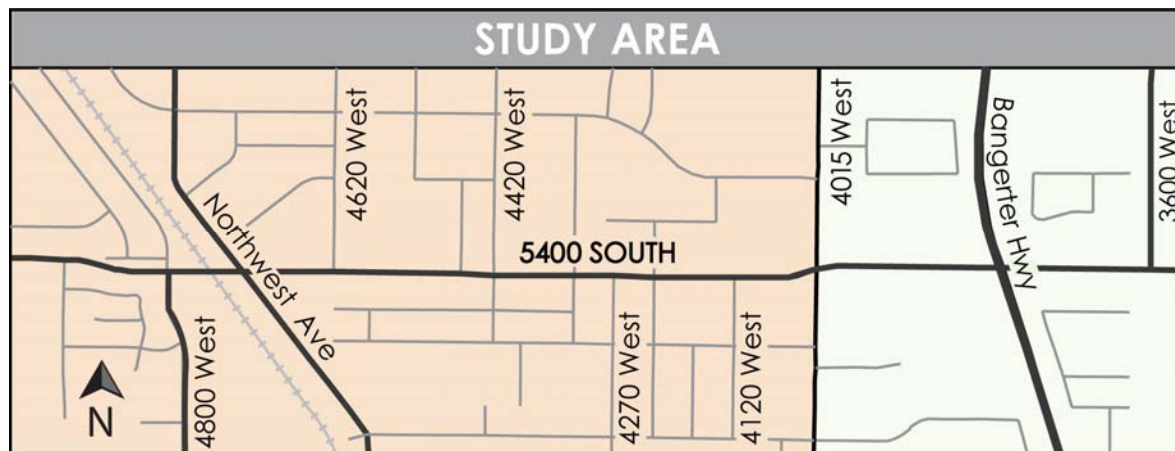 STUDY AREA
4620 West
4420 West
4015 West
Bangerter Hwy
3600 West
Northwest Ave
5400 SOUTH
4800 West
4270 West
4120 West
N